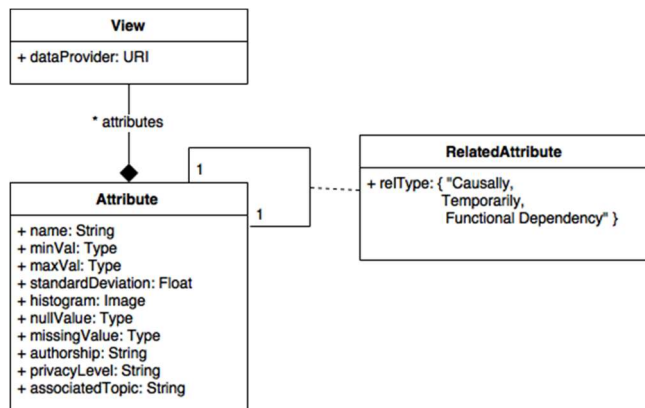 View
+ dataProvider: URI
* attributes
1
1
Attribute
+ name: String
+ minVal: Type
+ maxVal: Type
+ standardDeviation: Float
+ histogram: Image
+ nullValue: Type
+ missingValue: Type
+ authorship: String
+ privacyLevel: String
+ associatedTopic: String
RelatedAttribute
+ relType: { "Causally,
Temporarily,
Functional Dependency" }